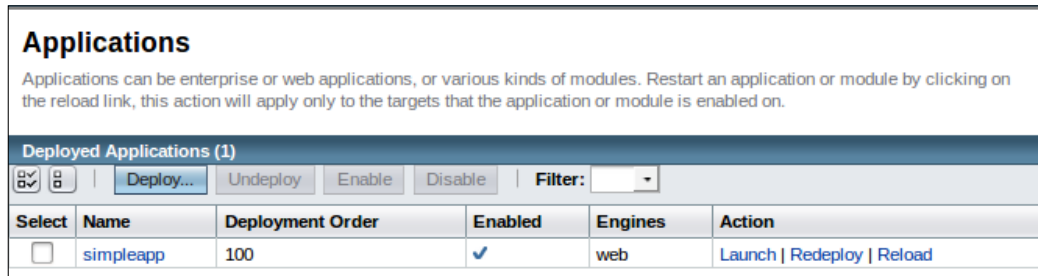 Applications
Applications can be enterprise or web applications, or various kinds of modules. Restart an application or module by clicking on
the reload link, this action will apply only to the targets that the application or module is enabled on.
Deployed Applications (1)
Deploy... Undeploy Enable Disable Filter:
Select Name Deployment Order Enabled Engines Action
simpleapp 100 web Launch | Redeploy | Reload